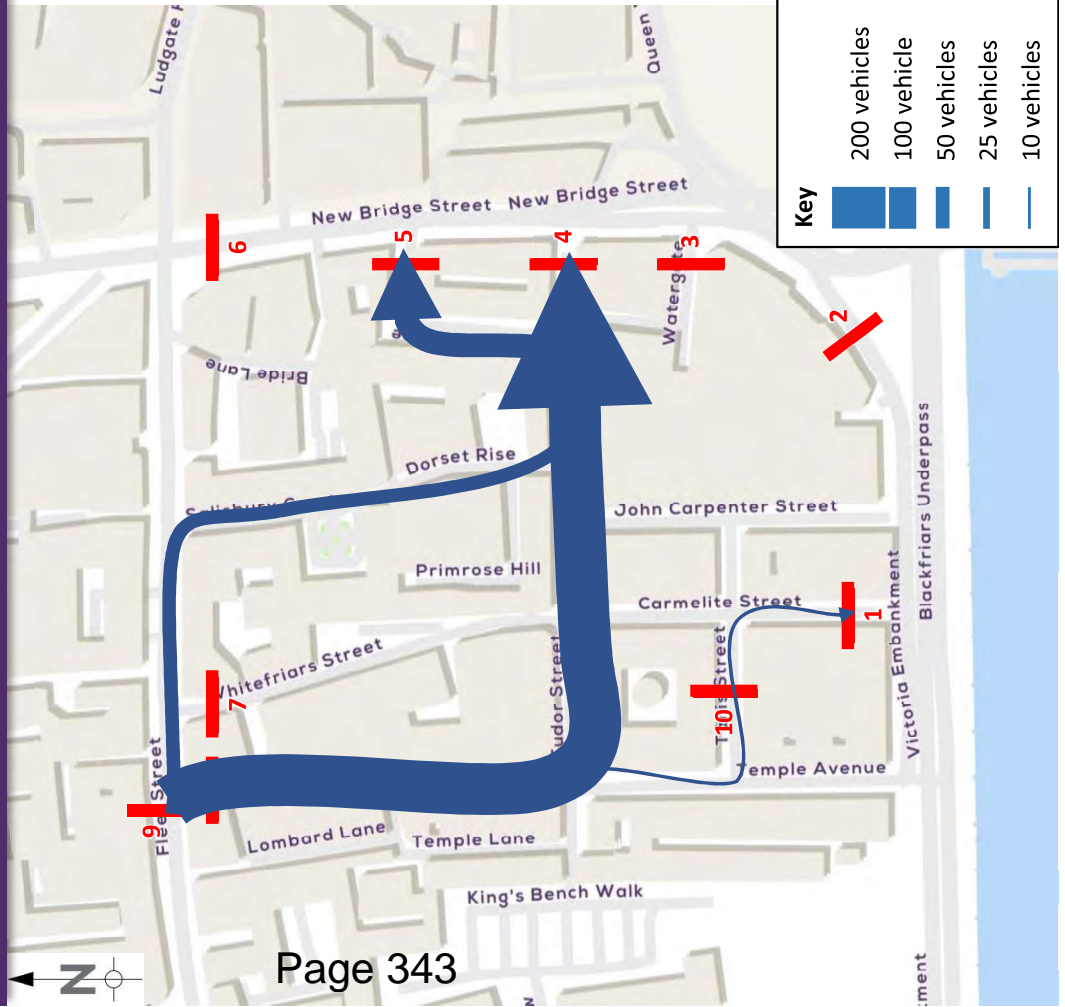 Ludgate
Queen
Key
200 vehicles
100 vehicle
50 vehicles
25 vehicles
10 vehicles
New Bridge Street
New Bridge Street
6
5
4
3
2
Watergate
Bride Lane
Dorset Rise
John Carpenter Street
Primrose Hill
Carmelite Street
1
Whitefriars Street
7
Tudor Street
10
Fleet Street
9
Temple Avenue
Victoria Embankment
Blackfriars Underpass
Lombard Lane
Temple Lane
King's Bench Walk
N
Page 343
ment